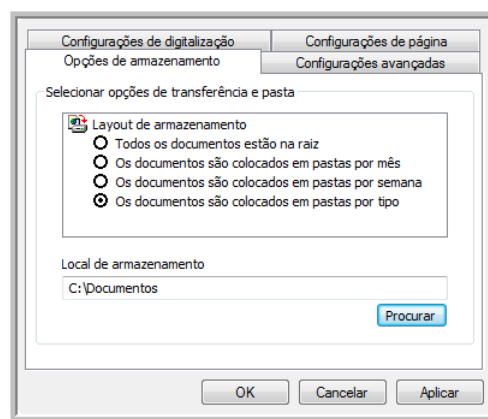 Configurações de digitalização
Configurações de página
Opções de armazenamento
Configurações avançadas
Selecionar opções de transferência e pasta
Layout de armazenamento
Todos os documentos estão na raiz
Os documentos são colocados em pastas por mês
Os documentos são colocados em pastas por semana
Os documentos são colocados em pastas por tipo
Local de armazenamento
C:\Documentos
Procurar
OK
Cancelar
Aplicar